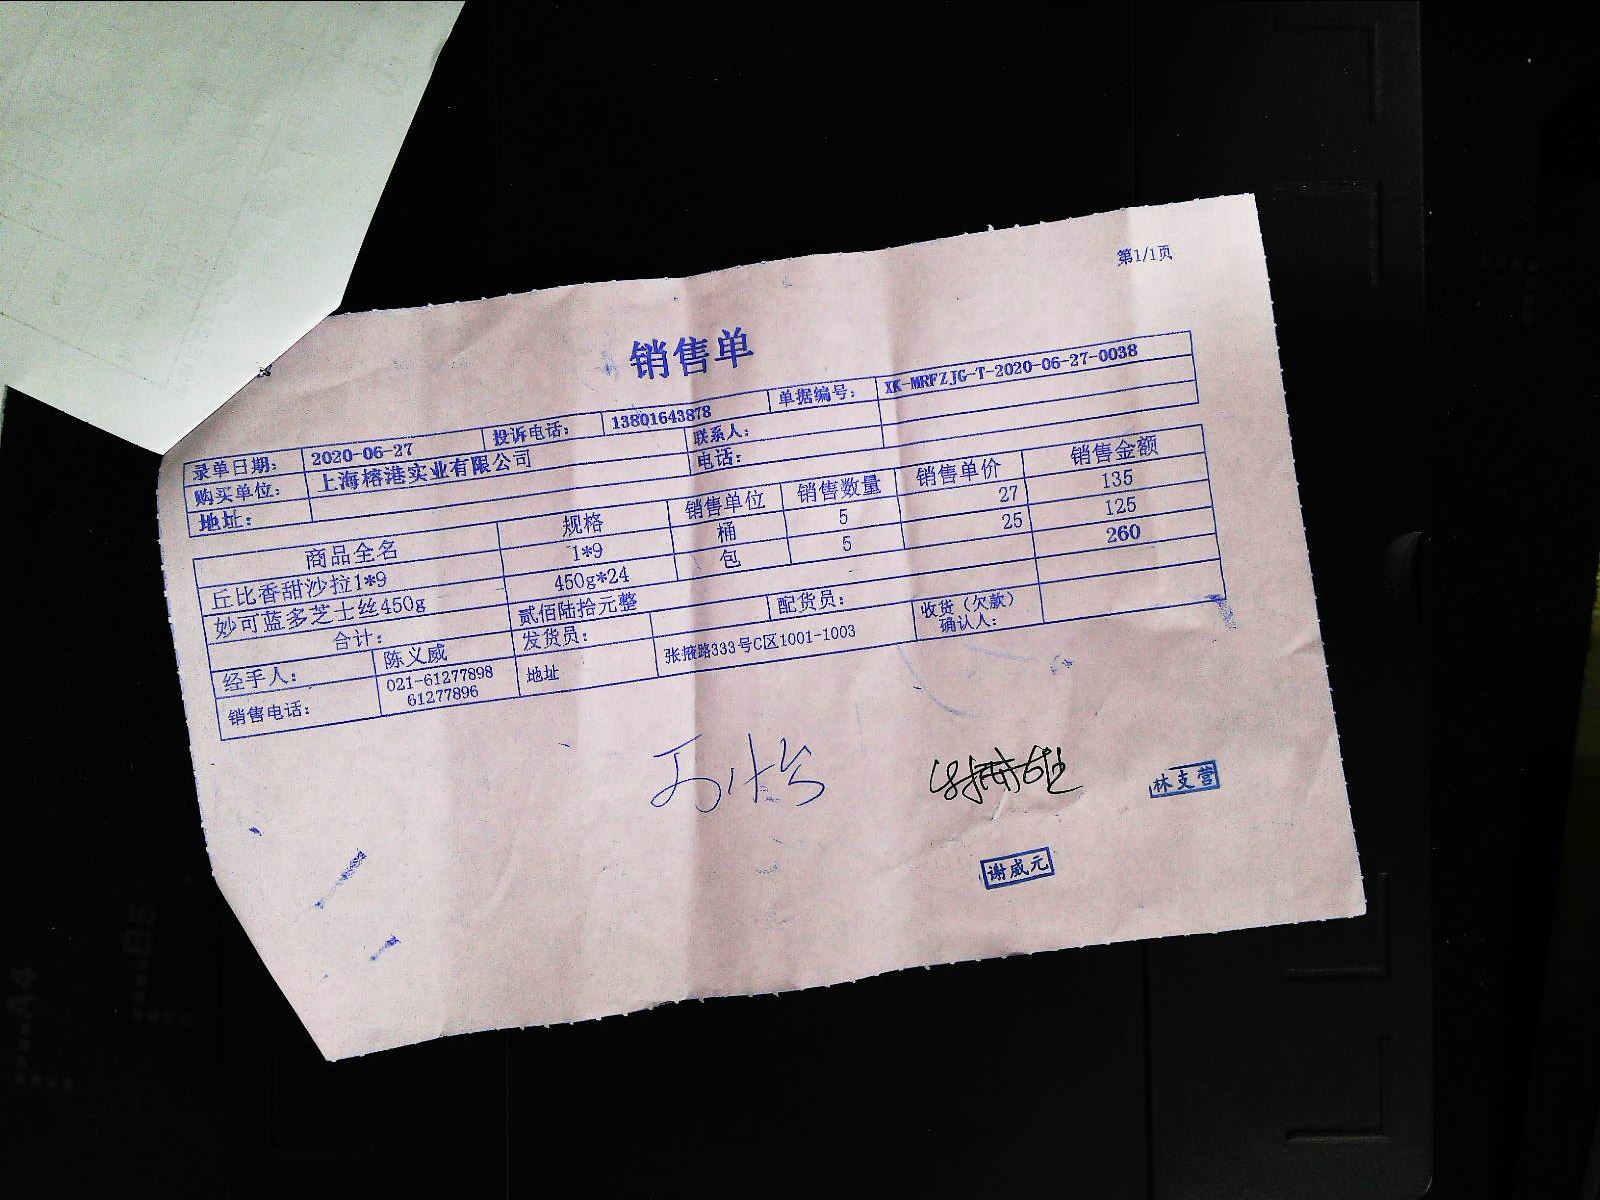 第1/1页
销售单
录单日期: 2020-06-27 投诉电话: 13801643878 单据编号: XK-MRFZJG-T-2020-06-27-0038
购买单位: 上海榕港实业有限公司 联系人:
地址: 电话:
商品全名 规格 销售单位 销售数量 销售单价 销售金额
丘比香甜沙拉1*9 1*9 桶 5 27 135
妙可蓝多芝士丝450g 450g*24 包 5 25 125
合计: 贰佰陆拾元整 260
经手人: 陈义威 发货员: 配货员: 收货(欠款)确认人:
销售电话: 021-61277898 61277896 地址 张掖路333号C区1001-1003
林支营
谢威元
A4
B5